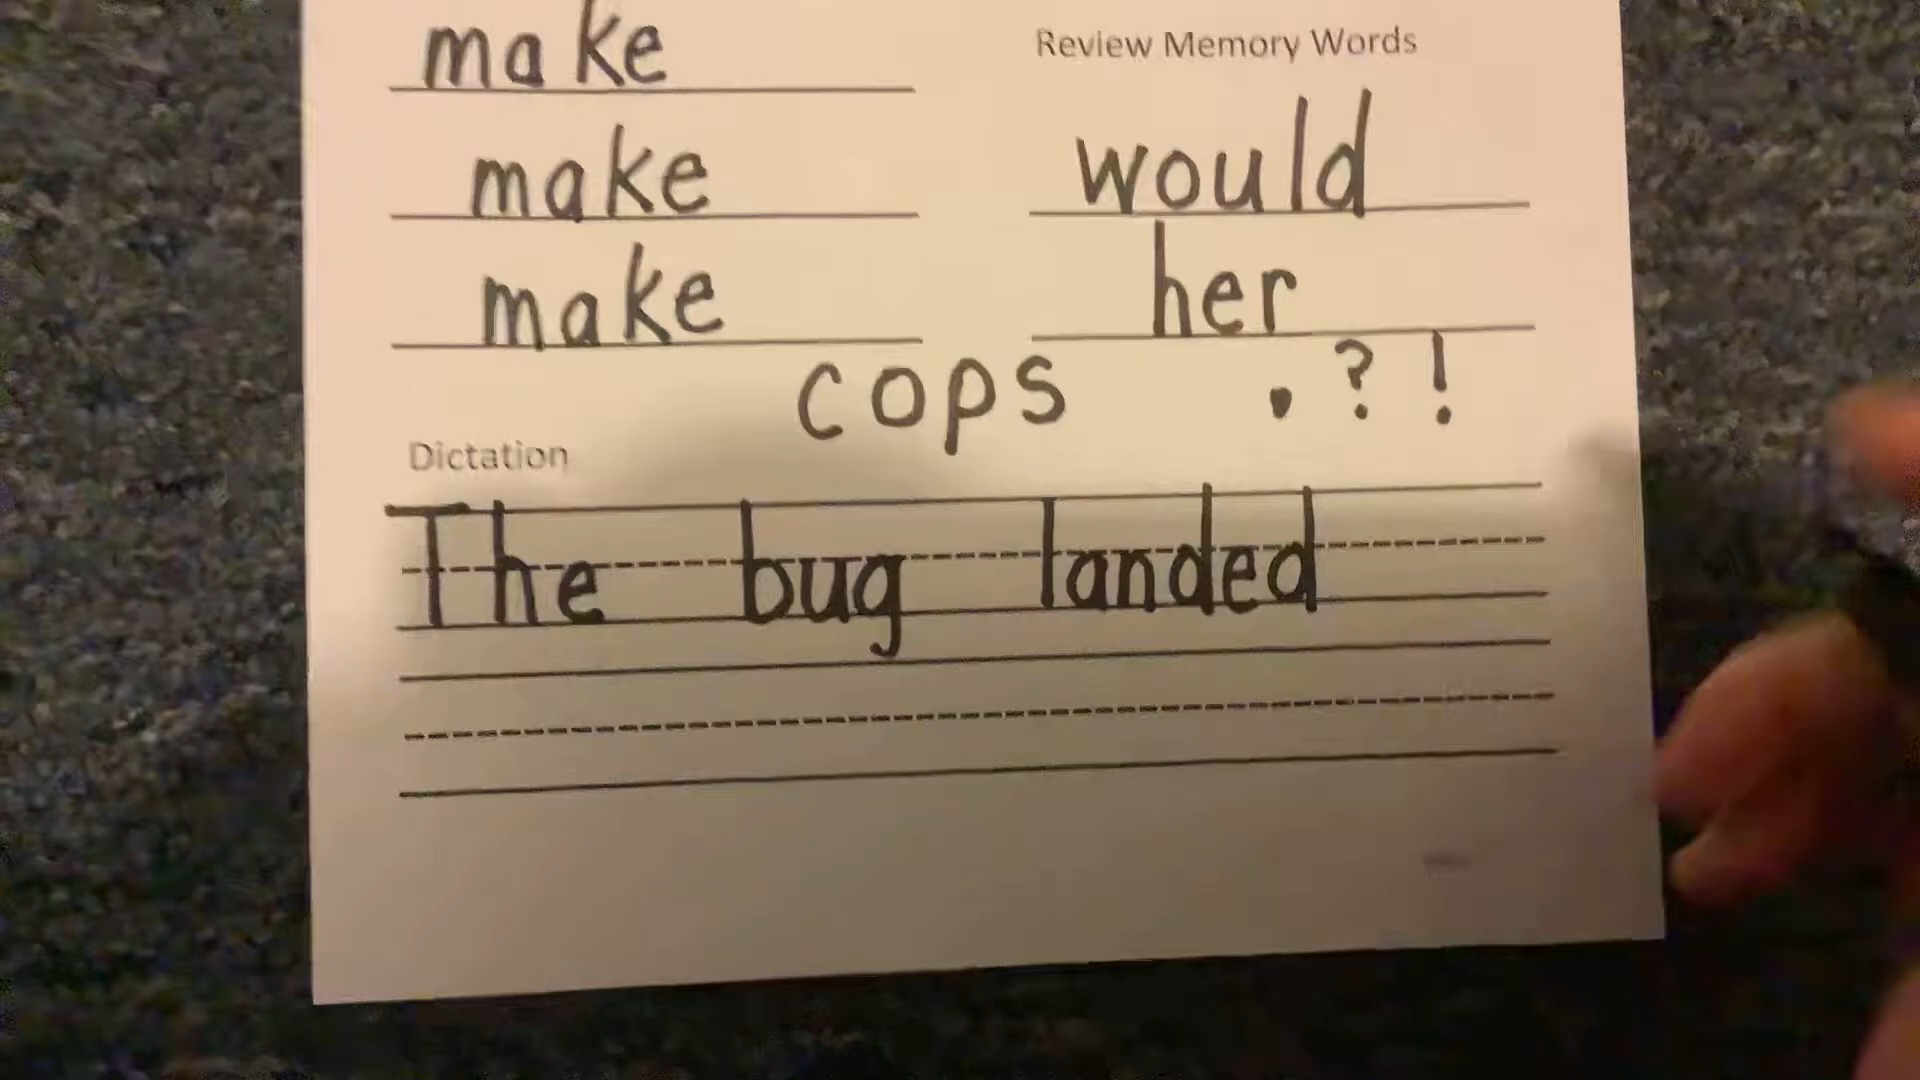 make
make
make
Review Memory Words
would
her
cops . ? !
Dictation
The bug landed